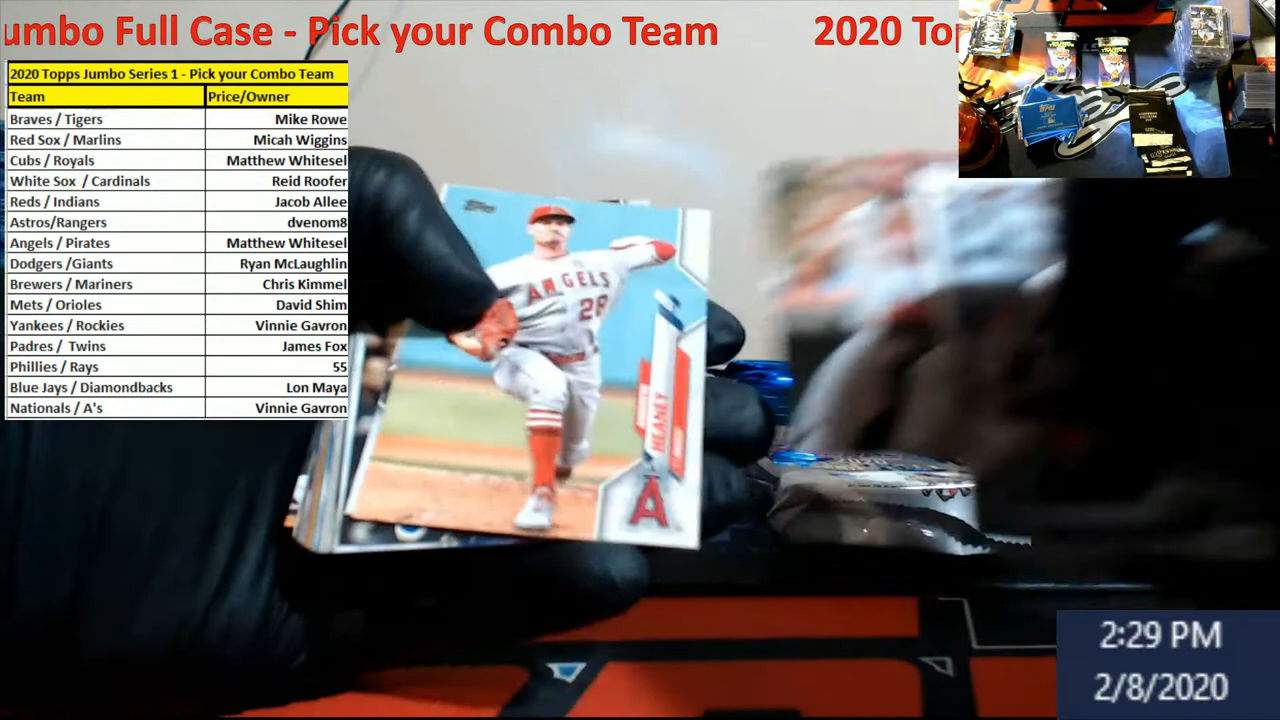 umbo Full Case - Pick your Combo Team 2020 Top
2020 Topps Jumbo Series 1 - Pick your Combo Team
Team Price/Owner
Braves / Tigers Mike Rowe
Red Sox / Marlins Micah Wiggins
Cubs / Royals Matthew Whitesel
White Sox / Cardinals Reid Roofer
Reds / Indians Jacob Allee
Astros/Rangers dvenom8
Angels / Pirates Matthew Whitesel
Dodgers /Giants Ryan McLaughlin
Brewers / Mariners Chris Kimmel
Mets / Orioles David Shim
Yankees / Rockies Vinnie Gavron
Padres / Twins James Fox
Phillies / Rays 55
Blue Jays / Diamondbacks Lon Maya
Nationals / A's Vinnie Gavron
Topps
ANGELS
28
HEANEY
A
2:29 PM
2/8/2020